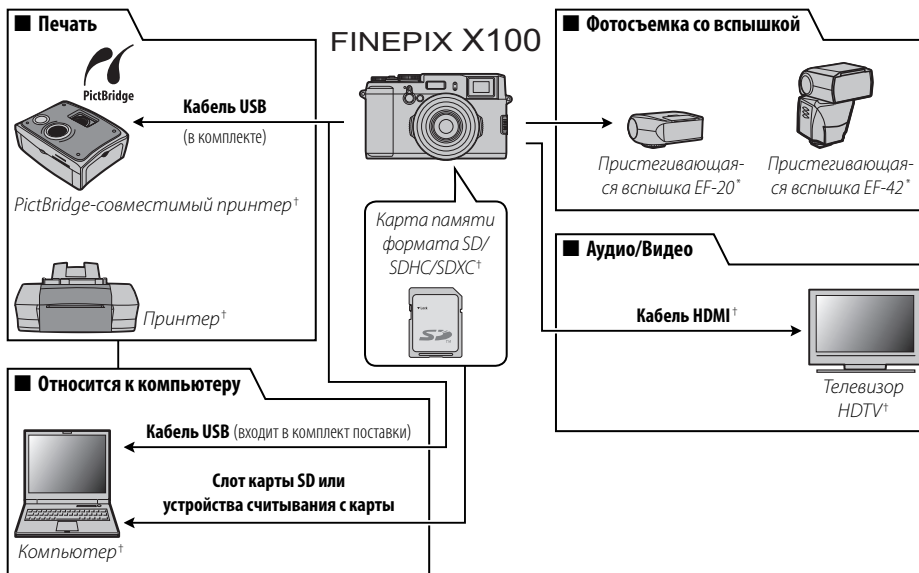 ■ Печать
PictBridge
Кабель USB
(в комплекте)
PictBridge-совместимый принтер†
Принтер†
FINEPIX X100
Карта памяти
формата SD/
SDHC/SDXC†
SD
■ Фотосъемка со вспышкой
Пристегивающая-
ся вспышка EF-20*
Пристегивающая-
ся вспышка EF-42*
■ Аудио/Видео
Кабель HDMI†
Телевизор
HDTV†
■ Относится к компьютеру
Кабель USB (входит в комплект поставки)
Слот карты SD или
устройства считывания с карты
Компьютер†